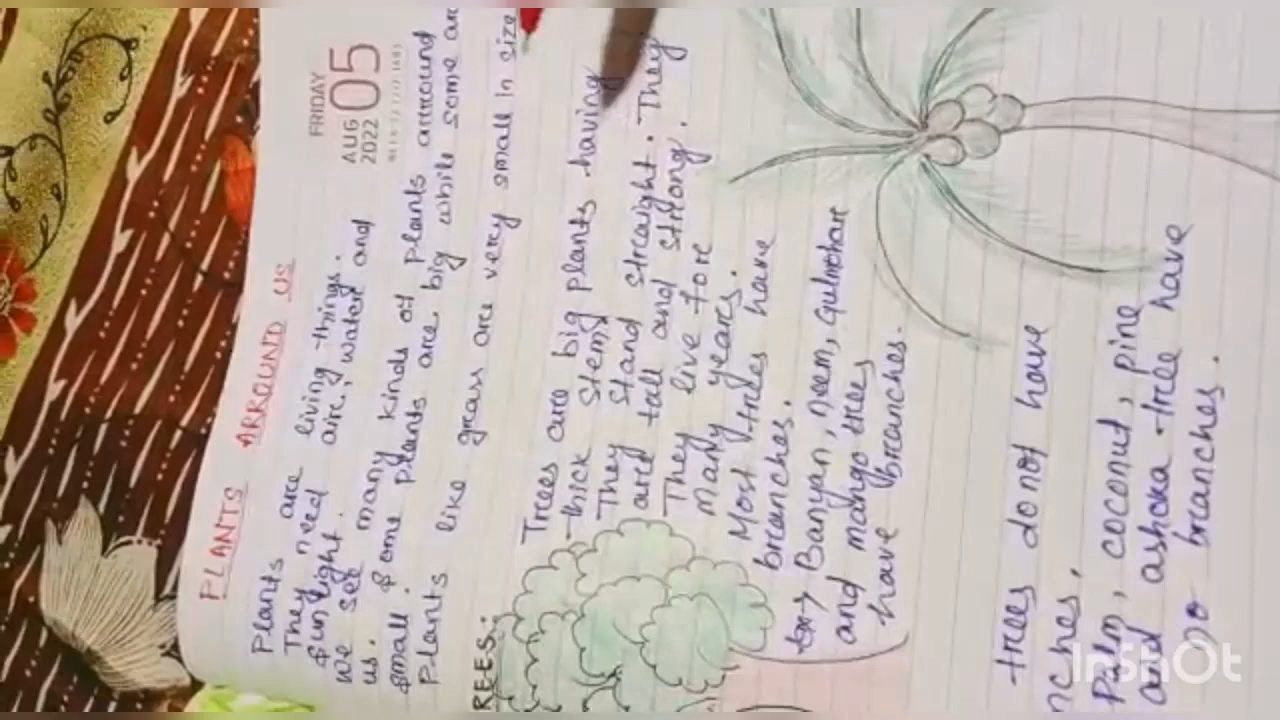 FRIDAY
05
AUG
2022
PLANTS ARROUND US
Plants are living things.
They need air, water and
sunlight.
we see many kinds of plants arround
us. Some plants are big while some are
small.
Plants like grass are very small in size
REES:
Trees are big plants having
thick stem
They stand straight. They
are tall and strong.
They live for
many years.
Most trees have
branches.
Banyan, neem, Gulmohar
and mango trees
have branches.
trees donot have
nches.
Palm, coconut, pine
and ashoka tree have
no branches.
InShOt